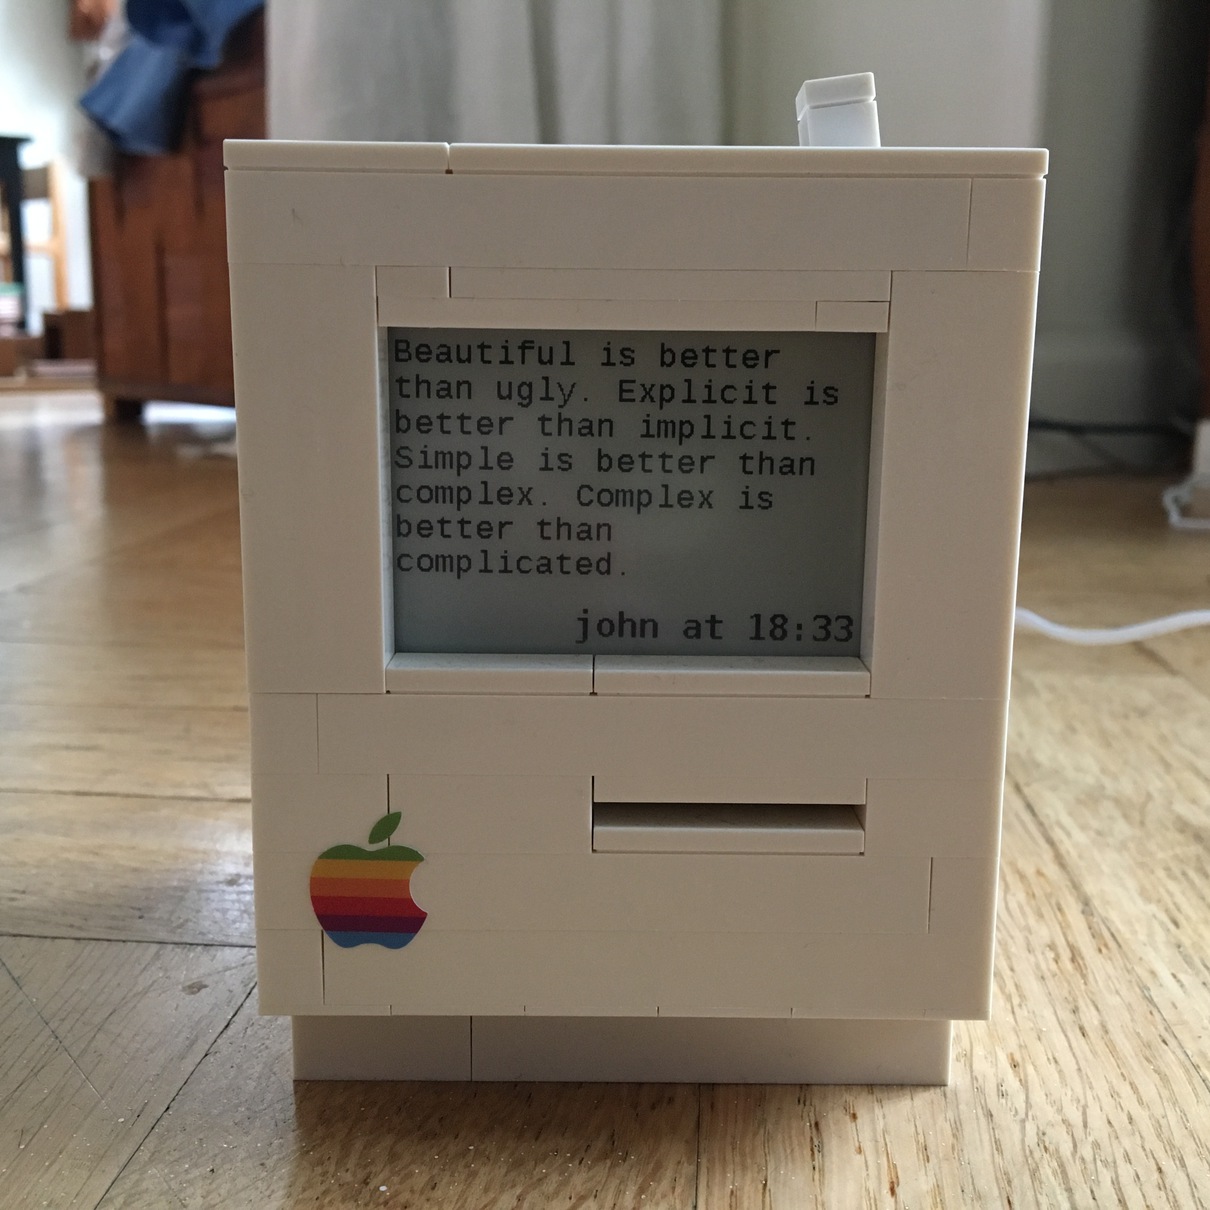 Beautiful is better
than ugly. Explicit is
better than implicit.
Simple is better than
complex. Complex is
better than
complicated.
john at 18:33